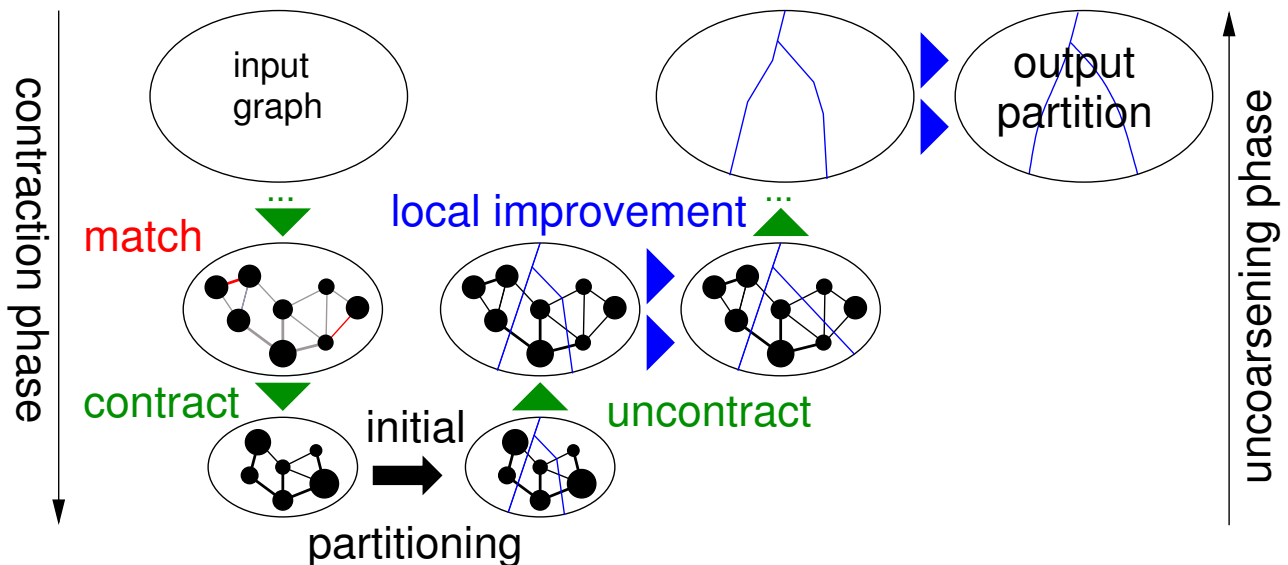 input
graph
output
partition
contraction phase
uncoarsening phase
...
...
match
local improvement
contract
uncontract
initial
partitioning